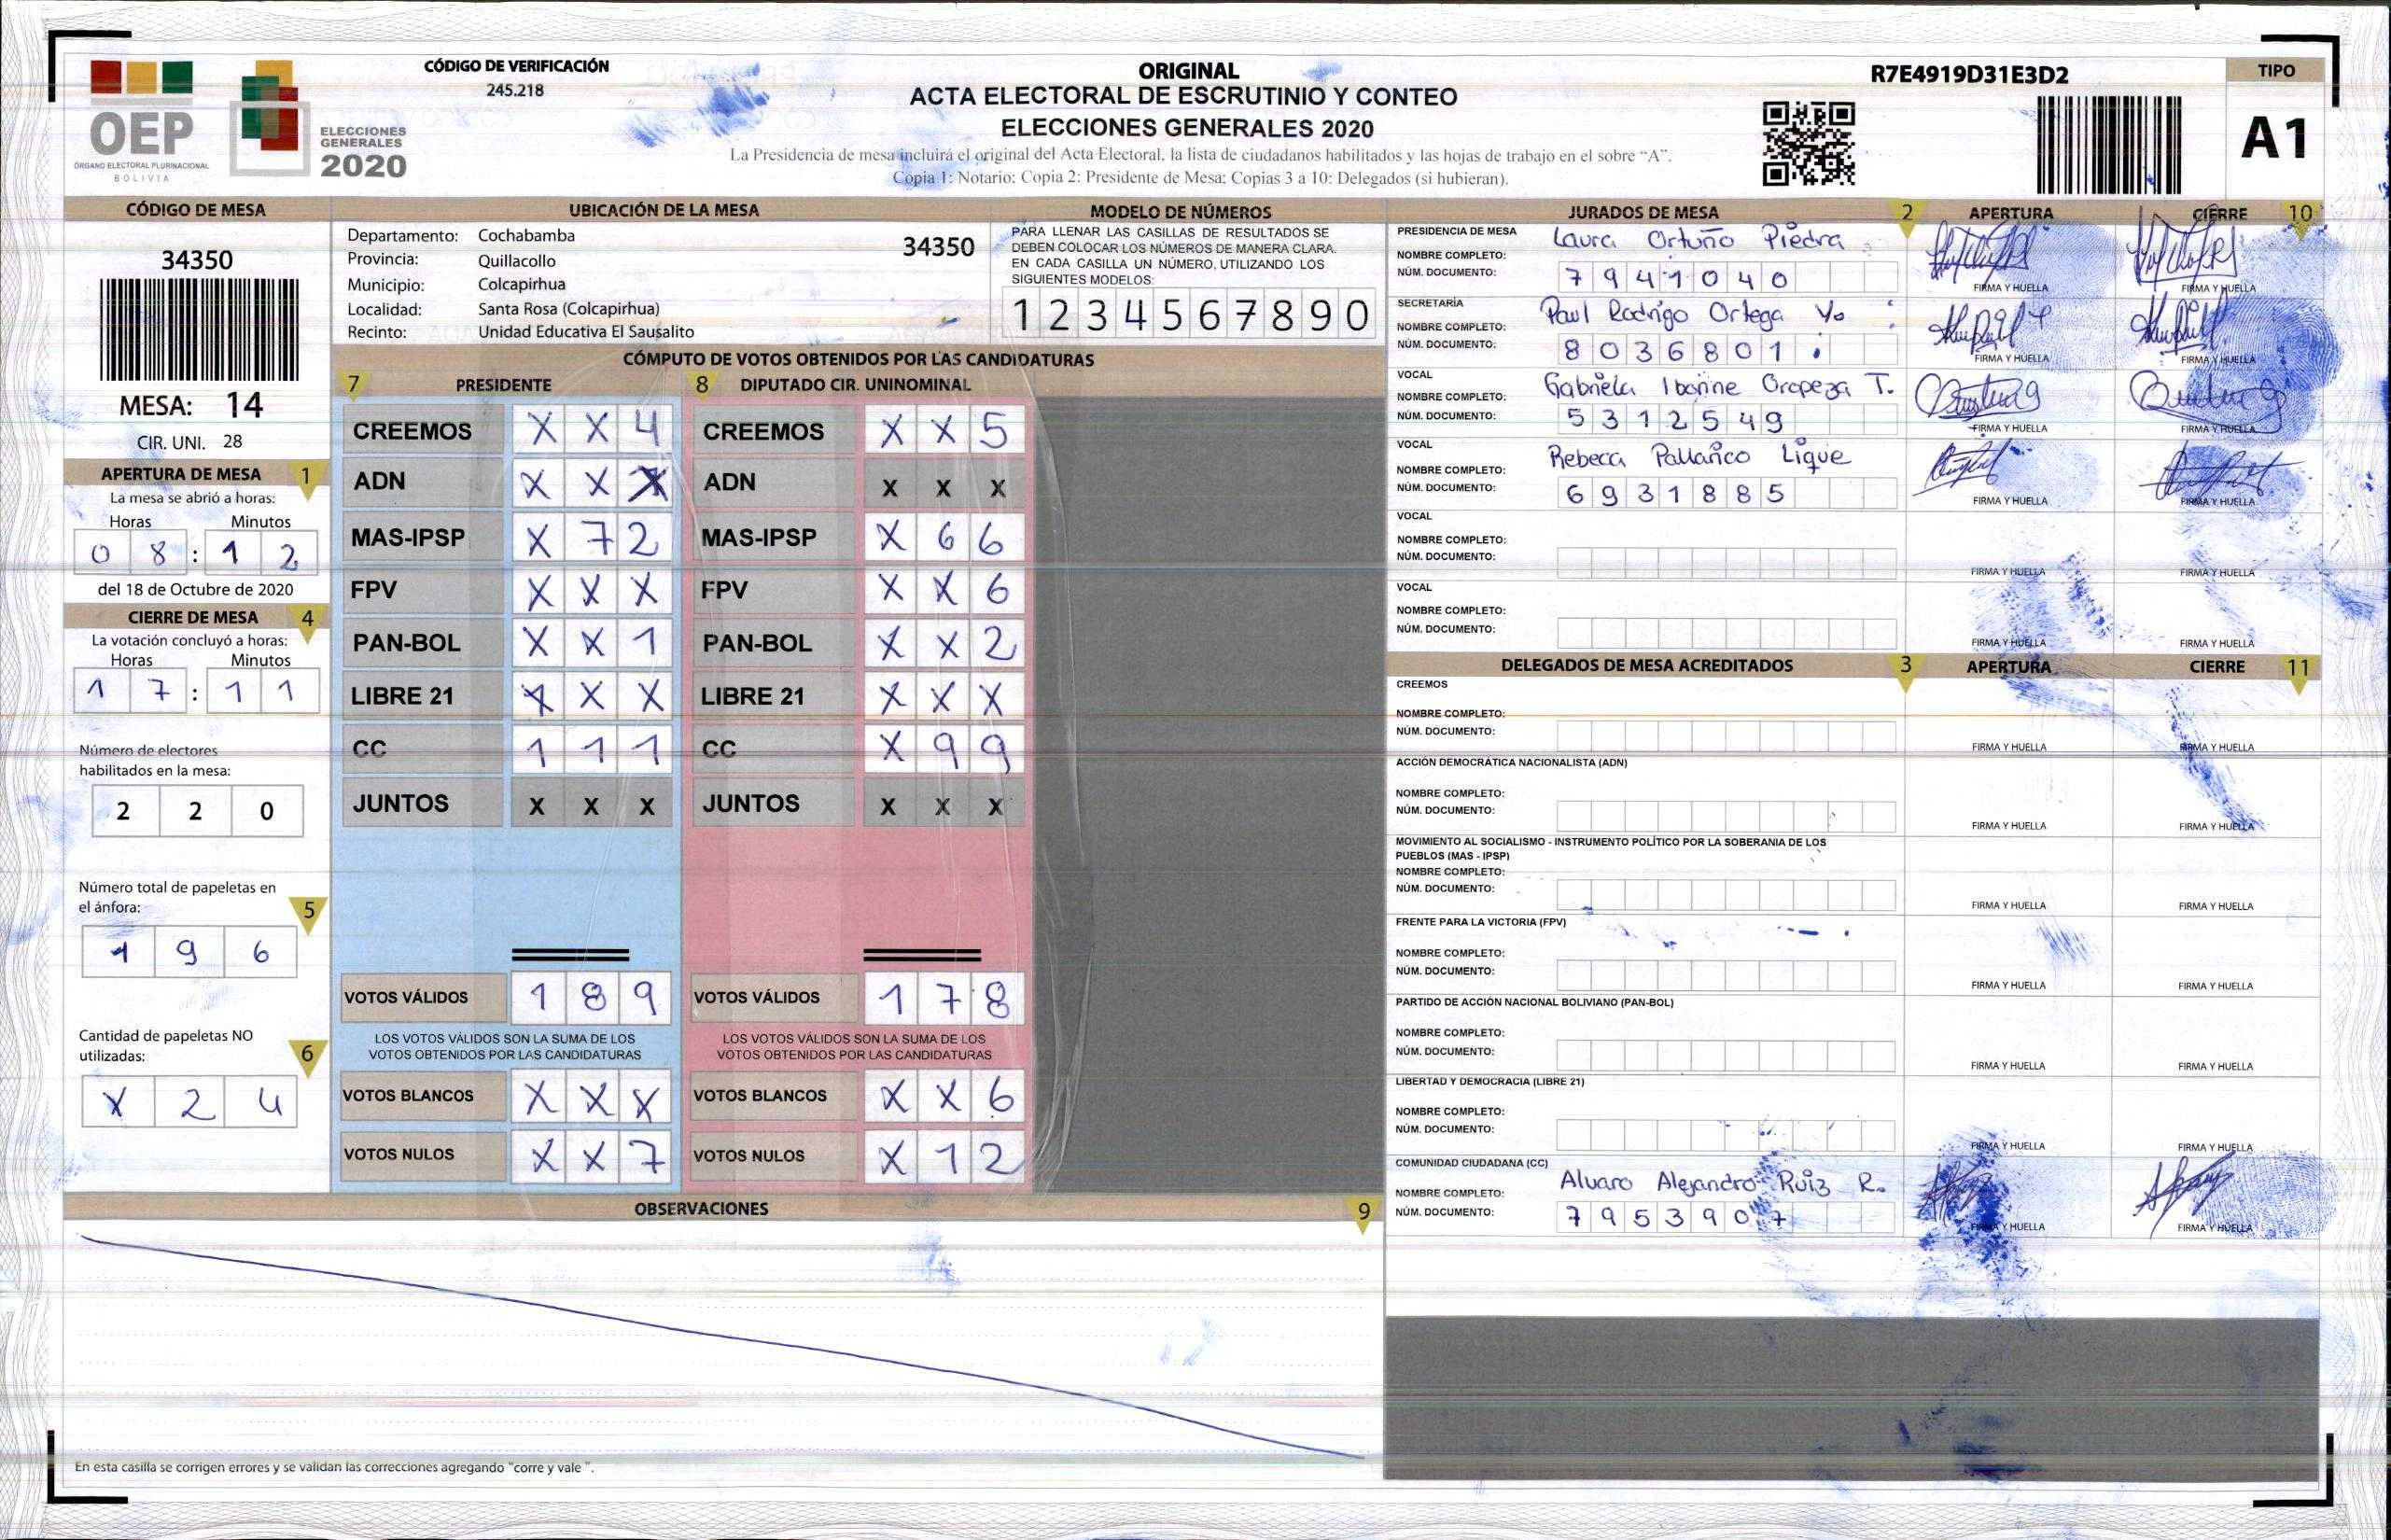 CÓDIGO DE VERIFICACIÓN
245.218
OEP
ÓRGANO ELECTORAL PLURINACIONAL
BOLIVIA
ELECCIONES
GENERALES
2020
ORIGINAL
ACTA ELECTORAL DE ESCRUTINIO Y CONTEO
ELECCIONES GENERALES 2020
La Presidencia de mesa incluirá el original del Acta Electoral, la lista de ciudadanos habilitados y las hojas de trabajo en el sobre “A”.
Copia 1: Notario; Copia 2: Presidente de Mesa; Copias 3 a 10: Delegados (si hubieran).
R7E4919D31E3D2
TIPO
A1
CÓDIGO DE MESA
34350
MESA: 14
CIR. UNI. 28
APERTURA DE MESA 1
La mesa se abrió a horas:
Horas Minutos
0 8 : 1 2
del 18 de Octubre de 2020
CIERRE DE MESA 4
La votación concluyó a horas:
Horas Minutos
1 7 : 1 1
Número de electores
habilitados en la mesa:
2 2 0
Número total de papeletas en
el ánfora: 5
1 9 6
Cantidad de papeletas NO
utilizadas: 6
X 2 4
UBICACIÓN DE LA MESA
Departamento: Cochabamba
Provincia: Quillacollo
Municipio: Colcapirhua
Localidad: Santa Rosa (Colcapirhua)
Recinto: Unidad Educativa El Sausalito
34350
MODELO DE NÚMEROS
PARA LLENAR LAS CASILLAS DE RESULTADOS SE
DEBEN COLOCAR LOS NÚMEROS DE MANERA CLARA.
EN CADA CASILLA UN NÚMERO, UTILIZANDO LOS
SIGUIENTES MODELOS:
1 2 3 4 5 6 7 8 9 0
CÓMPUTO DE VOTOS OBTENIDOS POR LAS CANDIDATURAS
7 PRESIDENTE
CREEMOS X X 4
ADN X X X
MAS-IPSP X 7 2
FPV X X X
PAN-BOL X X 1
LIBRE 21 X X X
CC 1 1 1
JUNTOS X X X
VOTOS VÁLIDOS 1 8 9
LOS VOTOS VÁLIDOS SON LA SUMA DE LOS
VOTOS OBTENIDOS POR LAS CANDIDATURAS
VOTOS BLANCOS X X X
VOTOS NULOS X X 7
8 DIPUTADO CIR. UNINOMINAL
CREEMOS X X 5
ADN X X X
MAS-IPSP X 6 6
FPV X X 6
PAN-BOL X X 2
LIBRE 21 X X X
CC X 9 9
JUNTOS X X X
VOTOS VÁLIDOS 1 7 8
LOS VOTOS VÁLIDOS SON LA SUMA DE LOS
VOTOS OBTENIDOS POR LAS CANDIDATURAS
VOTOS BLANCOS X X 6
VOTOS NULOS X 1 2
OBSERVACIONES 9
En esta casilla se corrigen errores y se validan las correcciones agregando "corre y vale ".
JURADOS DE MESA 2 APERTURA CIERRE 10
PRESIDENCIA DE MESA
NOMBRE COMPLETO: Laura Ortuño Piedra
NÚM. DOCUMENTO: 7 9 4 1 0 4 0
FIRMA Y HUELLA FIRMA Y HUELLA
SECRETARÍA
NOMBRE COMPLETO: Paul Rodrigo Ortega
NÚM. DOCUMENTO: 8 0 3 6 8 0 1
FIRMA Y HUELLA FIRMA Y HUELLA
VOCAL
NOMBRE COMPLETO: Gabriela Ibonne Oropeza T.
NÚM. DOCUMENTO: 5 3 1 2 5 4 9
FIRMA Y HUELLA FIRMA Y HUELLA
VOCAL
NOMBRE COMPLETO: Rebeca Pallarico Lique
NÚM. DOCUMENTO: 6 9 3 1 8 8 5
FIRMA Y HUELLA FIRMA Y HUELLA
VOCAL
NOMBRE COMPLETO:
NÚM. DOCUMENTO:
FIRMA Y HUELLA FIRMA Y HUELLA
VOCAL
NOMBRE COMPLETO:
NÚM. DOCUMENTO:
FIRMA Y HUELLA FIRMA Y HUELLA
DELEGADOS DE MESA ACREDITADOS 3 APERTURA CIERRE 11
CREEMOS
NOMBRE COMPLETO:
NÚM. DOCUMENTO:
FIRMA Y HUELLA FIRMA Y HUELLA
ACCIÓN DEMOCRÁTICA NACIONALISTA (ADN)
NOMBRE COMPLETO:
NÚM. DOCUMENTO:
FIRMA Y HUELLA FIRMA Y HUELLA
MOVIMIENTO AL SOCIALISMO - INSTRUMENTO POLÍTICO POR LA SOBERANIA DE LOS
PUEBLOS (MAS - IPSP)
NOMBRE COMPLETO:
NÚM. DOCUMENTO:
FIRMA Y HUELLA FIRMA Y HUELLA
FRENTE PARA LA VICTORIA (FPV)
NOMBRE COMPLETO:
NÚM. DOCUMENTO:
FIRMA Y HUELLA FIRMA Y HUELLA
PARTIDO DE ACCIÓN NACIONAL BOLIVIANO (PAN-BOL)
NOMBRE COMPLETO:
NÚM. DOCUMENTO:
FIRMA Y HUELLA FIRMA Y HUELLA
LIBERTAD Y DEMOCRACIA (LIBRE 21)
NOMBRE COMPLETO:
NÚM. DOCUMENTO:
FIRMA Y HUELLA FIRMA Y HUELLA
COMUNIDAD CIUDADANA (CC)
NOMBRE COMPLETO: Alvaro Alejandro Ruiz R.
NÚM. DOCUMENTO: 7 9 5 3 9 0 7
FIRMA Y HUELLA FIRMA Y HUELLA